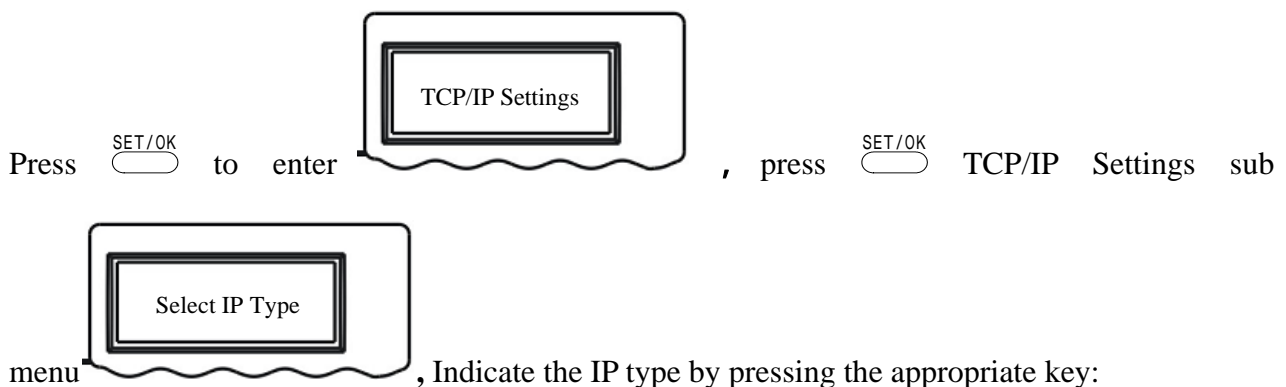 TCP/IP Settings
Press SET/OK to enter , press SET/OK TCP/IP Settings sub
Select IP Type
menu , Indicate the IP type by pressing the appropriate key: